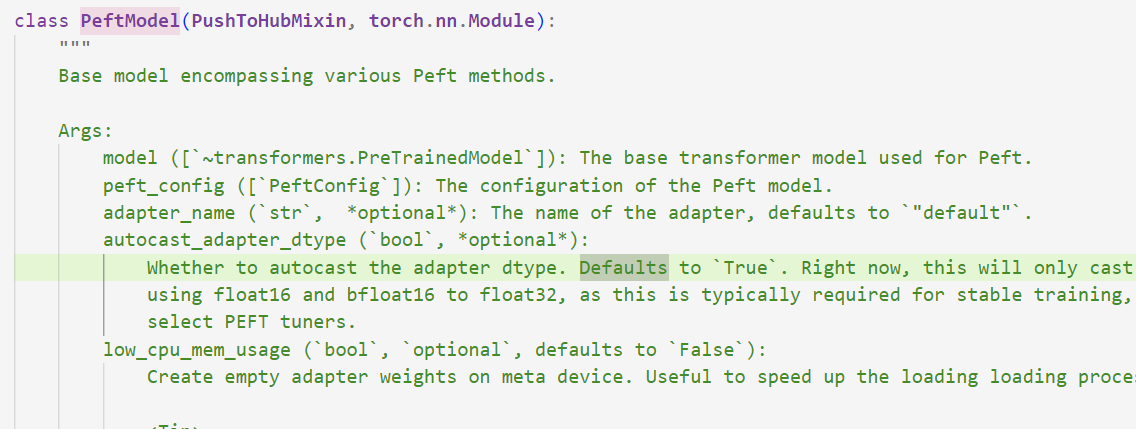 class PeftModel(PushToHubMixin, torch.nn.Module):
"""
Base model encompassing various Peft methods.
Args:
model ([`~transformers.PreTrainedModel`]): The base transformer model used for Peft.
peft_config ([`PeftConfig`]): The configuration of the Peft model.
adapter_name (`str`,  *optional*): The name of the adapter, defaults to `"default"`.
autocast_adapter_dtype (`bool`, *optional*):
Whether to autocast the adapter dtype. Defaults to `True`. Right now, this will only cast
using float16 and bfloat16 to float32, as this is typically required for stable training,
select PEFT tuners.
low_cpu_mem_usage (`bool`, `optional`, defaults to `False`):
Create empty adapter weights on meta device. Useful to speed up the loading loading proce